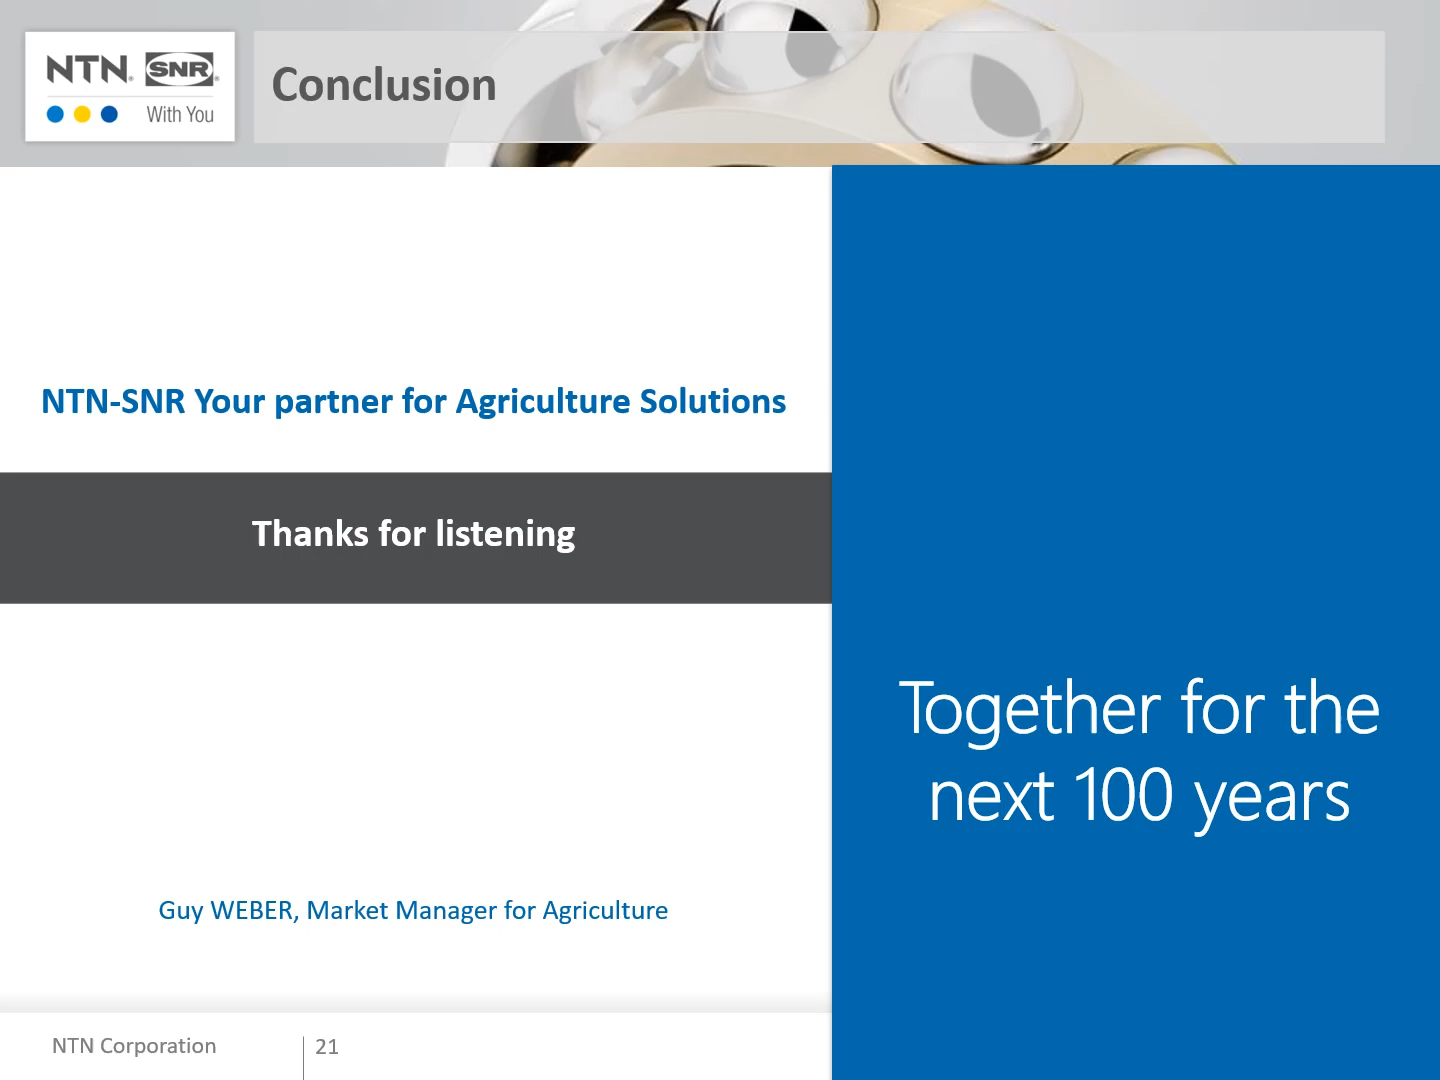 NTN. SNR
With You
Conclusion
NTN-SNR Your partner for Agriculture Solutions
Thanks for listening
Together for the
next 100 years
Guy WEBER, Market Manager for Agriculture
NTN Corporation
21